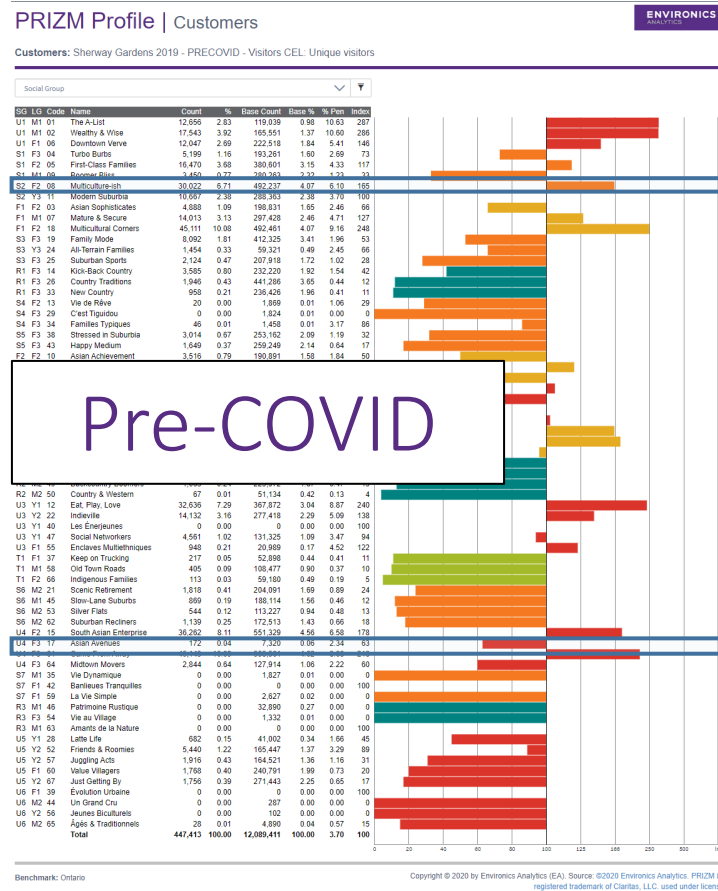 PRIZM Profile | Customers
ENVIRONICS
ANALYTICS
Customers: Sherway Gardens 2019 - PRECOVID - Visitors CEL: Unique visitors
Social Group
SG LG Code Name Count % Base Count Base % % Pen Index
U1 M1 01 The A-List 12,656 2.83 119,039 0.98 10.63 287
U1 M1 02 Wealthy & Wise 17,543 3.92 165,551 1.37 10.60 286
U1 F1 06 Downtown Verve 12,047 2.69 222,518 1.84 5.41 146
S1 F3 04 Turbo Burbs 5,199 1.16 193,261 1.60 2.69 73
S1 F2 05 First-Class Families 16,470 3.68 380,601 3.15 4.33 117
S1 M1 09 Boomer Bliss 3,450 0.77 280,263 2.32 1.23 33
S2 F2 08 Multiculture-ish 30,022 6.71 492,237 4.07 6.10 165
S2 Y3 11 Modern Suburbia 10,667 2.38 288,363 2.38 3.70 100
F1 F2 03 Asian Sophisticates 4,888 1.09 198,831 1.65 2.46 66
F1 M1 07 Mature & Secure 14,013 3.13 297,428 2.46 4.71 127
F1 F2 18 Multicultural Corners 45,111 10.08 492,461 4.07 9.16 248
S3 F3 19 Family Mode 8,092 1.81 412,325 3.41 1.96 53
S3 Y3 24 All-Terrain Families 1,454 0.33 59,321 0.49 2.45 66
S3 F3 25 Suburban Sports 2,124 0.47 207,918 1.72 1.02 28
R1 F3 14 Kick-Back Country 3,585 0.80 232,220 1.92 1.54 42
R1 F3 26 Country Traditions 1,946 0.43 441,286 3.65 0.44 12
R1 F3 33 New Country 958 0.21 236,426 1.96 0.41 11
S4 F2 13 Vie de Rêve 20 0.00 1,869 0.01 1.06 29
S4 F3 29 C'est Tiguidou 0 0.00 1,824 0.01 0.00 0
S4 F3 34 Familles Typiques 46 0.01 1,458 0.01 3.17 86
S5 F3 38 Stressed in Suburbia 3,014 0.67 253,162 2.09 1.19 32
S5 F3 43 Happy Medium 1,649 0.37 259,249 2.14 0.64 17
F2 F2 10 Asian Achievement 3,516 0.79 190,891 1.58 1.84 50
Pre-COVID
R2 M2 50 Country & Western 67 0.01 51,134 0.42 0.13 4
U3 Y1 12 Eat, Play, Love 32,636 7.29 367,872 3.04 8.87 240
U3 Y2 22 Indieville 14,132 3.16 277,418 2.29 5.09 138
U3 Y1 40 Les Énerjeunes 0 0.00 0 0.00 0.00 100
U3 Y1 47 Social Networkers 4,561 1.02 131,325 1.09 3.47 94
U3 F1 55 Enclaves Multiethniques 948 0.21 20,989 0.17 4.52 122
T1 F1 37 Keep on Trucking 217 0.05 52,898 0.44 0.41 11
T1 M1 58 Old Town Roads 405 0.09 108,477 0.90 0.37 10
T1 F2 66 Indigenous Families 113 0.03 59,180 0.49 0.19 5
S6 M2 21 Scenic Retirement 1,818 0.41 204,091 1.69 0.89 24
S6 M1 45 Slow-Lane Suburbs 869 0.19 188,114 1.56 0.46 12
S6 M2 53 Silver Flats 544 0.12 113,227 0.94 0.48 13
S6 M2 62 Suburban Recliners 1,139 0.25 172,513 1.43 0.66 18
U4 F2 15 South Asian Enterprise 36,262 8.11 551,329 4.56 6.58 178
U4 F3 17 Asian Avenues 172 0.04 7,320 0.06 2.34 63
U4 F3 64 Midtown Movers 2,844 0.64 127,914 1.06 2.22 60
S7 M1 35 Vie Dynamique 0 0.00 1,827 0.01 0.00 0
S7 F1 42 Banlieues Tranquilles 0 0.00 0 0.00 0.00 100
S7 F1 59 La Vie Simple 0 0.00 2,627 0.02 0.00 0
R3 M1 46 Patrimoine Rustique 0 0.00 32,890 0.27 0.00 0
R3 F3 54 Vie au Village 0 0.00 1,332 0.01 0.00 0
R3 M1 63 Amants de la Nature 0 0.00 0 0.00 0.00 100
U5 Y1 28 Latte Life 682 0.15 41,002 0.34 1.66 45
U5 Y2 52 Friends & Roomies 5,440 1.22 165,447 1.37 3.29 89
U5 Y2 57 Juggling Acts 1,916 0.43 164,521 1.36 1.16 31
U5 F1 60 Value Villagers 1,768 0.40 240,791 1.99 0.73 20
U5 Y2 67 Just Getting By 1,756 0.39 271,443 2.25 0.65 17
U6 F1 39 Évolution Urbaine 0 0.00 0 0.00 0.00 100
U6 M2 44 Un Grand Cru 0 0.00 287 0.00 0.00 0
U6 Y2 56 Jeunes Biculturels 0 0.00 102 0.00 0.00 0
U6 M2 65 Âgés & Traditionnels 28 0.01 4,890 0.04 0.57 15
Total 447,413 100.00 12,089,411 100.00 3.70 100
0 20 40 60 80 100 125 166 250 500
Benchmark: Ontario
Copyright © 2020 by Environics Analytics (EA). Source: ©2020 Environics Analytics. PRIZM
registered trademark of Claritas, LLC. used under